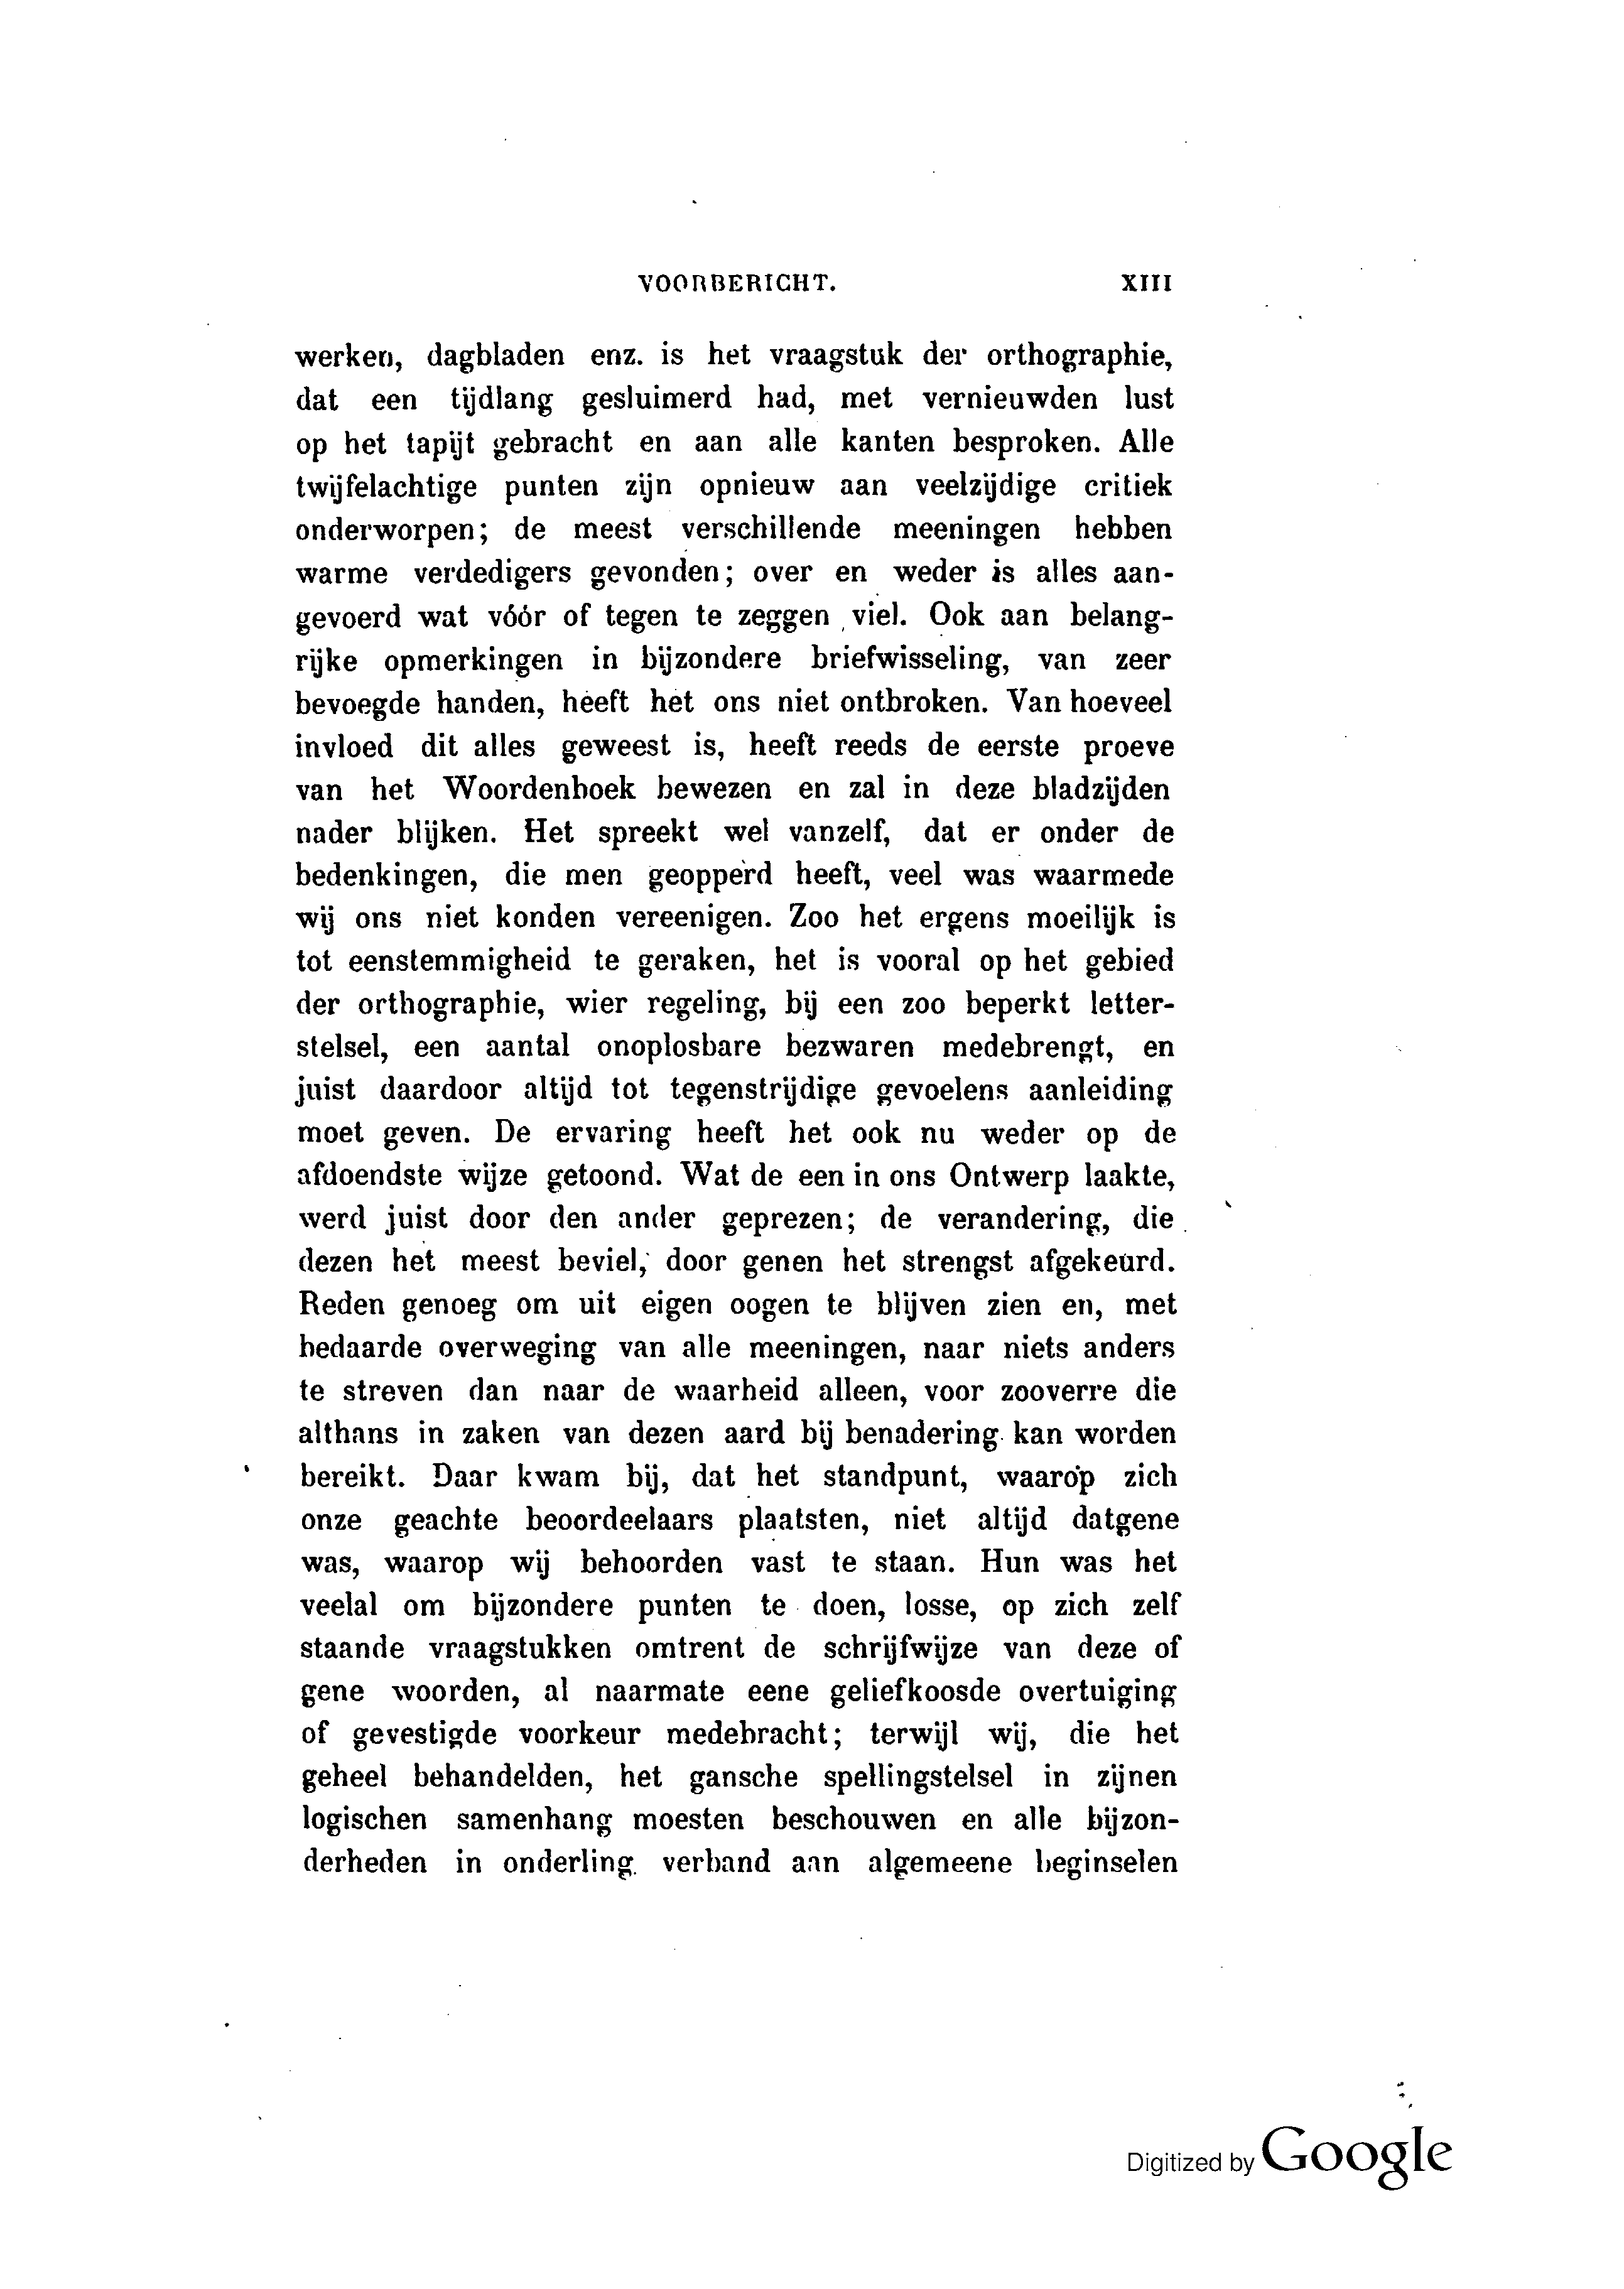 VOORBERICHT. XIII
werken, dagbladen enz. is het vraagstuk der orthographie,
dat een tijdlang gesluimerd had, met vernieuwden lust
op het tapijt gebracht en aan alle kanten besproken. Alle
twijfelachtige punten zijn opnieuw aan veelzijdige critiek
onderworpen; de meest verschillende meeningen hebben
warme verdedigers gevonden; over en weder is alles aan-
gevoerd wat vóór of tegen te zeggen viel. Ook aan belang-
rijke opmerkingen in bijzondere briefwisseling, van zeer
bevoegde handen, heeft het ons niet ontbroken. Van hoeveel
invloed dit alles geweest is, heeft reeds de eerste proeve
van het Woordenboek bewezen en zal in deze bladzijden
nader blijken. Het spreekt wel vanzelf, dat er onder de
bedenkingen, die men geopperd heeft, veel was waarmede
wij ons niet konden vereenigen. Zoo het ergens moeilijk is
tot eenstemmigheid te geraken, het is vooral op het gebied
der orthographie, wier regeling, bij een zoo beperkt letter-
stelsel, een aantal onoplosbare bezwaren medebrengt, en
juist daardoor altijd tot tegenstrijdige gevoelens aanleiding
moet geven. De ervaring heeft het ook nu weder op de
afdoendste wijze getoond. Wat de een in ons Ontwerp laakte,
werd juist door den ander geprezen; de verandering, die
dezen het meest beviel, door genen het strengst afgekeurd.
Reden genoeg om uit eigen oogen te blijven zien en, met
bedaarde overweging van alle meeningen, naar niets anders
te streven dan naar de waarheid alleen, voor zooverre die
althans in zaken van dezen aard bij benadering kan worden
bereikt. Daar kwam bij, dat het standpunt, waarop zich
onze geachte beoordeelaars plaatsten, niet altijd datgene
was, waarop wij behoorden vast te staan. Hun was het
veelal om bijzondere punten te doen, losse, op zich zelf
staande vraagstukken omtrent de schrijfwijze van deze of
gene woorden, al naarmate eene geliefkoosde overtuiging
of gevestigde voorkeur medebracht; terwijl wij, die het
geheel behandelden, het gansche spellingstelsel in zijnen
logischen samenhang moesten beschouwen en alle bijzon-
derheden in onderling verband aan algemeene beginselen
Digitized by Google